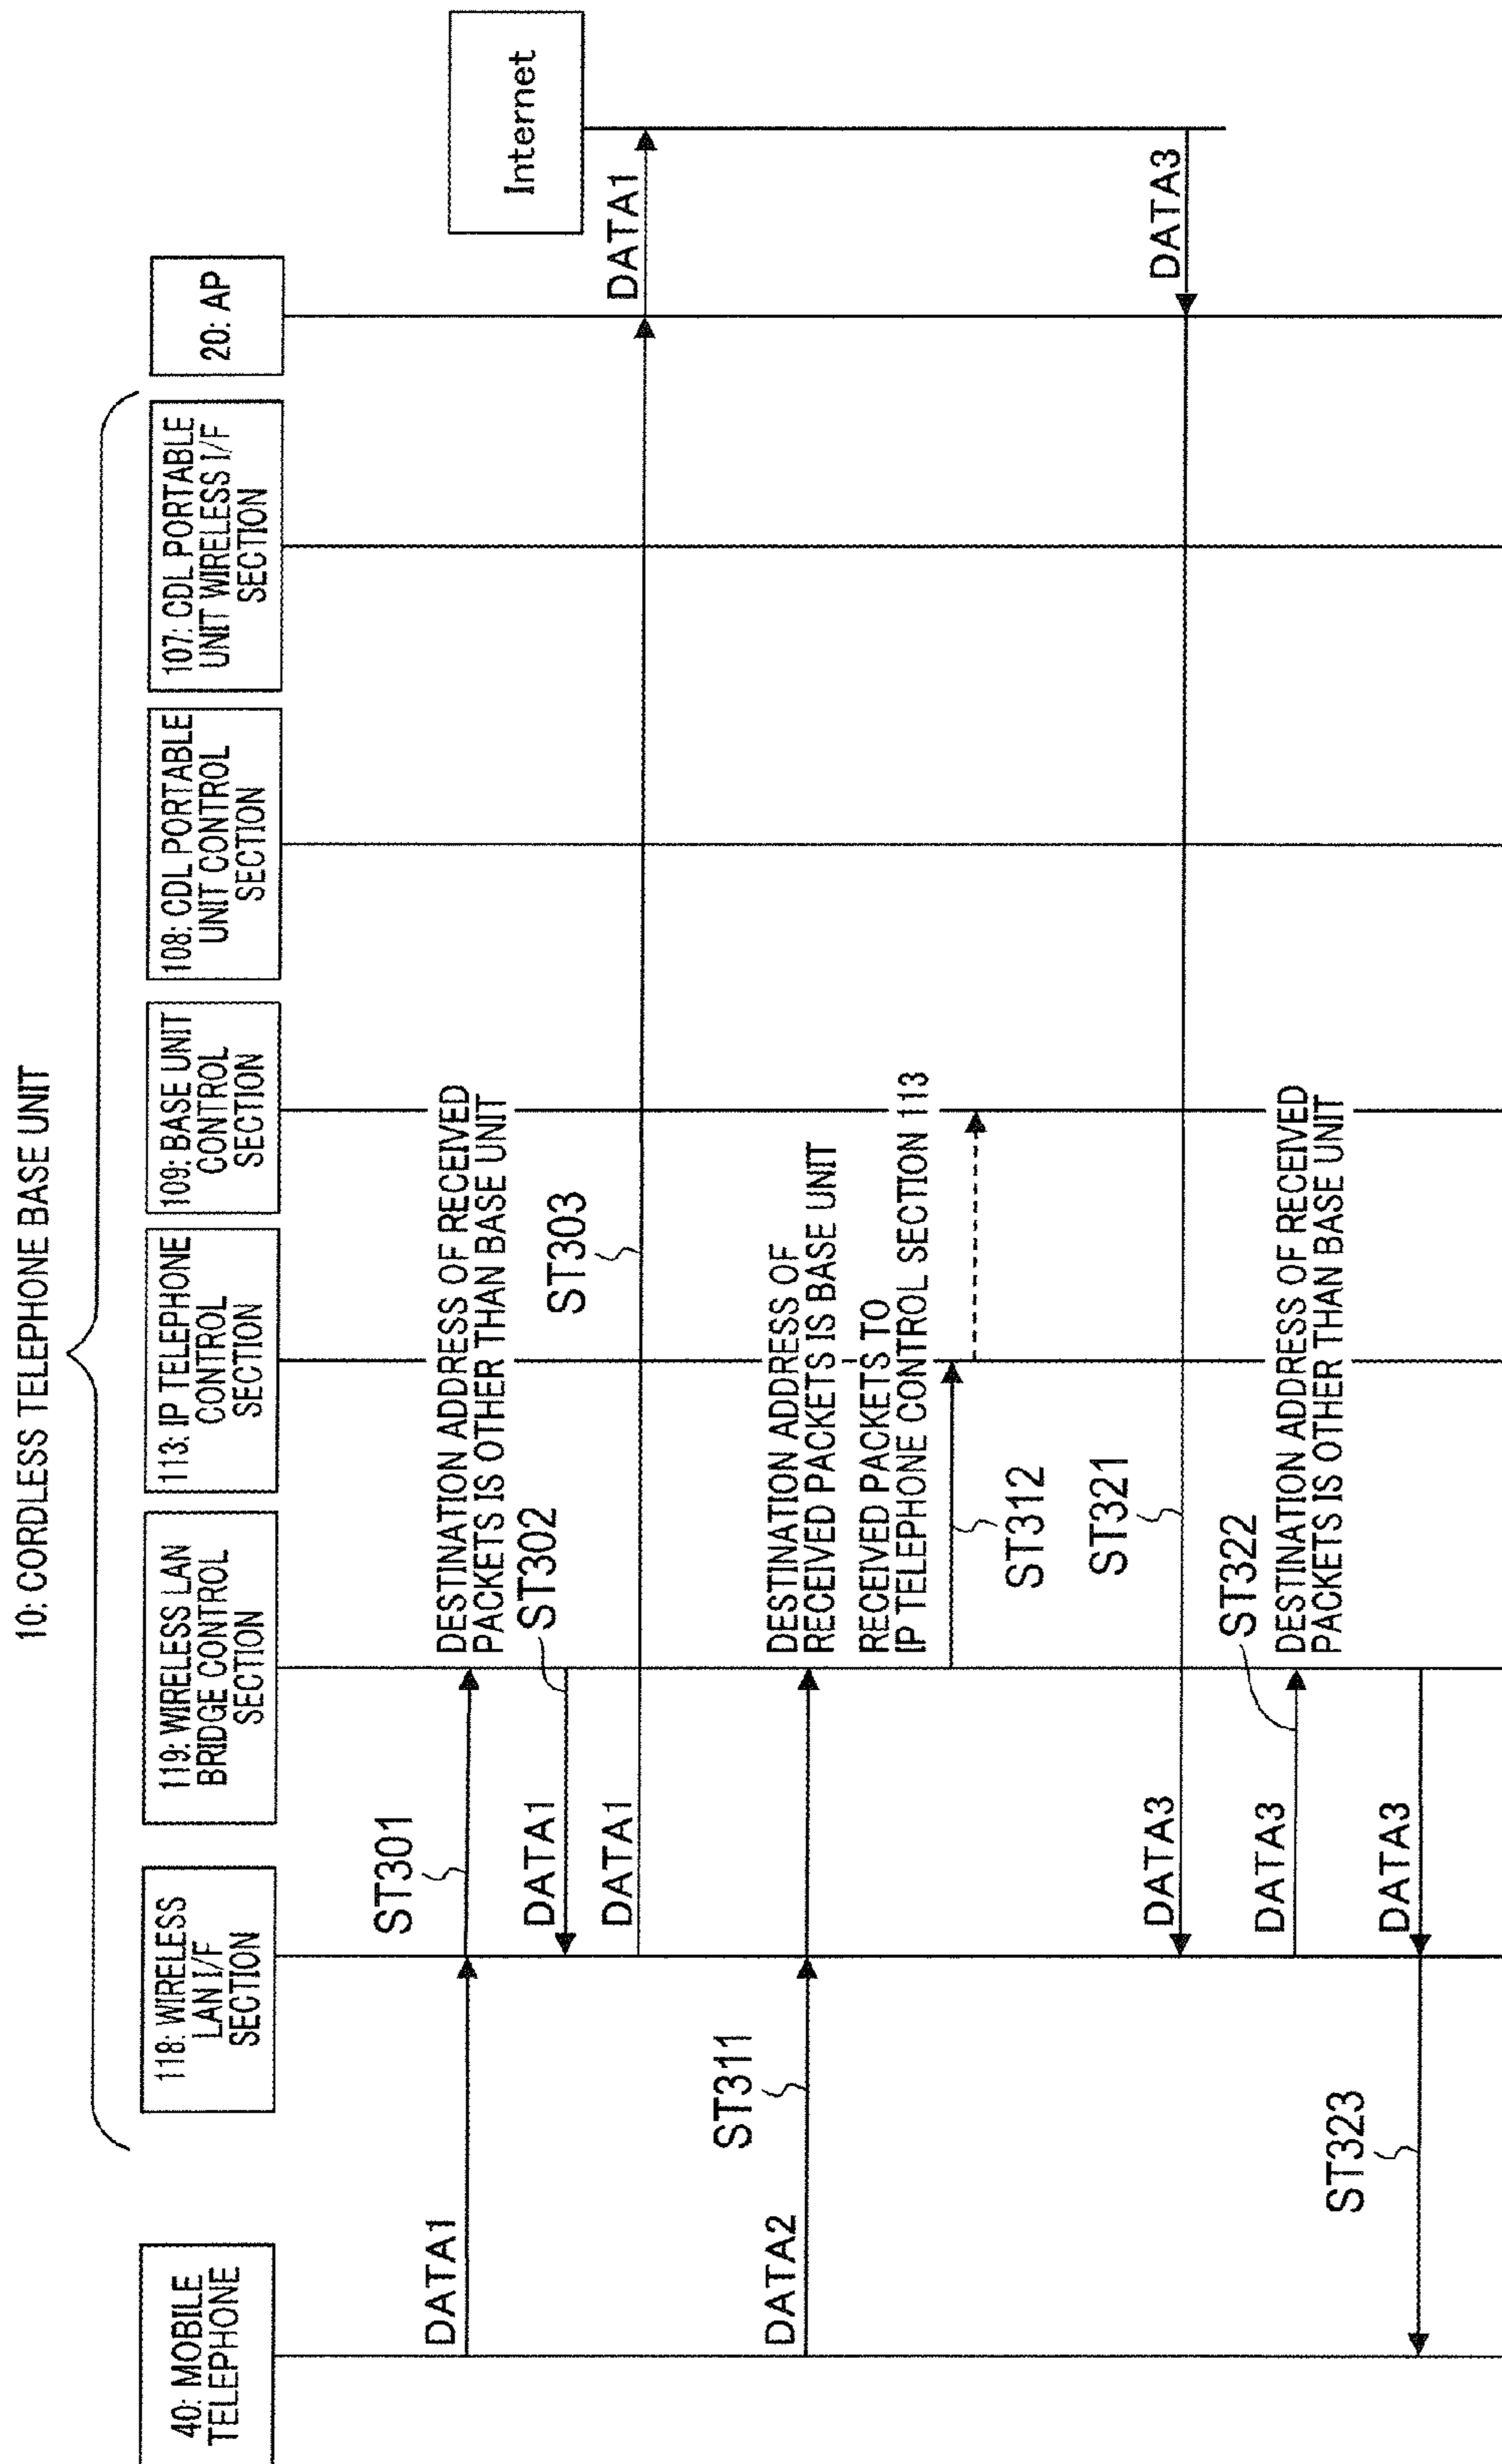 10: CORDLESS TELEPHONE BASE UNIT
40: MOBILE
TELEPHONE
118: WIRELESS
LAN I/F
SECTION
119: WIRELESS LAN
BRIDGE CONTROL
SECTION
113: IP TELEPHONE
CONTROL
SECTION
109: BASE UNIT
CONTROL
SECTION
108: CDL PORTABLE
UNIT CONTROL
SECTION
107: CDL PORTABLE
UNIT WIRELESS I/F
SECTION
20: AP
Internet
DATA1
ST301
DESTINATION ADDRESS OF RECEIVED
PACKETS IS OTHER THAN BASE UNIT
DATA1
ST302
DATA1
ST303
DATA1
DATA2
ST311
DESTINATION ADDRESS OF
RECEIVED PACKETS IS BASE UNIT
RECEIVED PACKETS TO
IP TELEPHONE CONTROL SECTION 113
ST312
DATA3
ST321
DATA3
DATA3
ST322
DESTINATION ADDRESS OF RECEIVED
PACKETS IS OTHER THAN BASE UNIT
DATA3
ST323